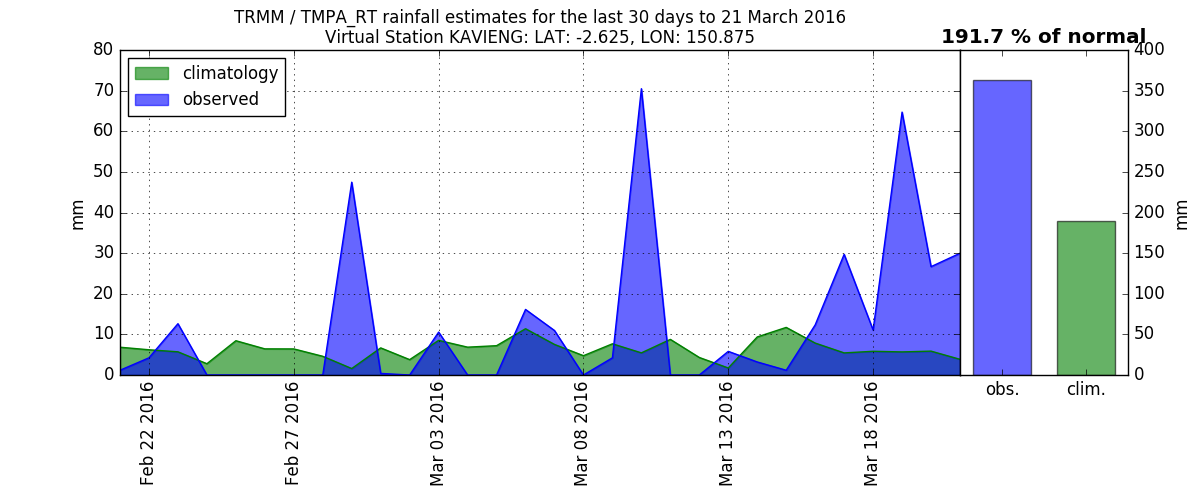 TRMM / TMPA_RT rainfall estimates for the last 30 days to 21 March 2016
Virtual Station KAVIENG: LAT: -2.625, LON: 150.875
191.7 % of normal
climatology
observed
80
70
60
50
40
30
20
10
0
mm
Feb 22 2016
Feb 27 2016
Mar 03 2016
Mar 08 2016
Mar 13 2016
Mar 18 2016
400
350
300
250
200
150
100
50
0
mm
obs.
clim.